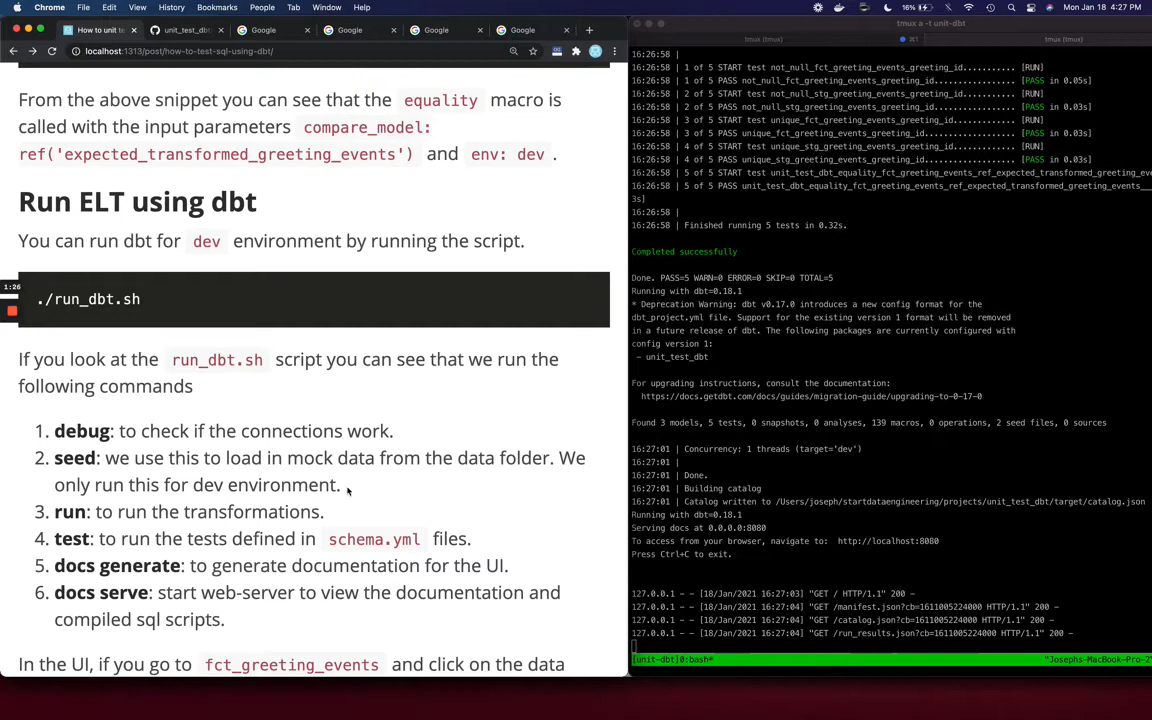 Chrome File Edit View History Bookmarks People Tab Window Help
16% Mon Jan 18 4:27 PM
How to unit te
unit_test_dbt
Google
Google
Google
Google
localhost:1313/post/how-to-test-sql-using-dbt/
From the above snippet you can see that the equality macro is
called with the input parameters compare_model:
ref('expected_transformed_greeting_events') and env: dev .
Run ELT using dbt
You can run dbt for dev environment by running the script.
1:26
./run_dbt.sh
If you look at the run_dbt.sh script you can see that we run the
following commands
1. debug: to check if the connections work.
2. seed: we use this to load in mock data from the data folder. We
only run this for dev environment.
3. run: to run the transformations.
4. test: to run the tests defined in schema.yml files.
5. docs generate: to generate documentation for the UI.
6. docs serve: start web-server to view the documentation and
compiled sql scripts.
In the UI, if you go to fct_greeting_events and click on the data
tmux a -t unit-dbt
tmux (tmux) ⌘1 tmux (tmux)
16:26:58 |
16:26:58 | 1 of 5 START test not_null_fct_greeting_events_greeting_id........... [RUN]
16:26:58 | 1 of 5 PASS not_null_fct_greeting_events_greeting_id................. [PASS in 0.05s]
16:26:58 | 2 of 5 START test not_null_stg_greeting_events_greeting_id........... [RUN]
16:26:58 | 2 of 5 PASS not_null_stg_greeting_events_greeting_id................. [PASS in 0.03s]
16:26:58 | 3 of 5 START test unique_fct_greeting_events_greeting_id............. [RUN]
16:26:58 | 3 of 5 PASS unique_fct_greeting_events_greeting_id................... [PASS in 0.03s]
16:26:58 | 4 of 5 START test unique_stg_greeting_events_greeting_id............. [RUN]
16:26:58 | 4 of 5 PASS unique_stg_greeting_events_greeting_id................... [PASS in 0.03s]
16:26:58 | 5 of 5 START test unit_test_dbt_equality_fct_greeting_events_ref_expected_transformed_greeting_eve
16:26:58 | 5 of 5 PASS unit_test_dbt_equality_fct_greeting_events_ref_expected_transformed_greeting_events__
3s]
16:26:58 |
16:26:58 | Finished running 5 tests in 0.32s.
Completed successfully
Done. PASS=5 WARN=0 ERROR=0 SKIP=0 TOTAL=5
Running with dbt=0.18.1
* Deprecation Warning: dbt v0.17.0 introduces a new config format for the
dbt_project.yml file. Support for the existing version 1 format will be removed
in a future release of dbt. The following packages are currently configured with
config version 1:
- unit_test_dbt
For upgrading instructions, consult the documentation:
https://docs.getdbt.com/docs/guides/migration-guide/upgrading-to-0-17-0
Found 3 models, 5 tests, 0 snapshots, 0 analyses, 139 macros, 0 operations, 2 seed files, 0 sources
16:27:01 | Concurrency: 1 threads (target='dev')
16:27:01 |
16:27:01 | Done.
16:27:01 | Building catalog
16:27:01 | Catalog written to /Users/joseph/startdataengineering/projects/unit_test_dbt/target/catalog.json
Running with dbt=0.18.1
Serving docs at 0.0.0.0:8080
To access from your browser, navigate to: http://localhost:8080
Press Ctrl+C to exit.
127.0.0.1 - - [18/Jan/2021 16:27:03] "GET / HTTP/1.1" 200 -
127.0.0.1 - - [18/Jan/2021 16:27:04] "GET /manifest.json?cb=1611005224000 HTTP/1.1" 200 -
127.0.0.1 - - [18/Jan/2021 16:27:04] "GET /catalog.json?cb=1611005224000 HTTP/1.1" 200 -
127.0.0.1 - - [18/Jan/2021 16:27:04] "GET /run_results.json?cb=1611005224000 HTTP/1.1" 200 -
[unit-dbt]0:bash* "Josephs-MacBook-Pro-2"